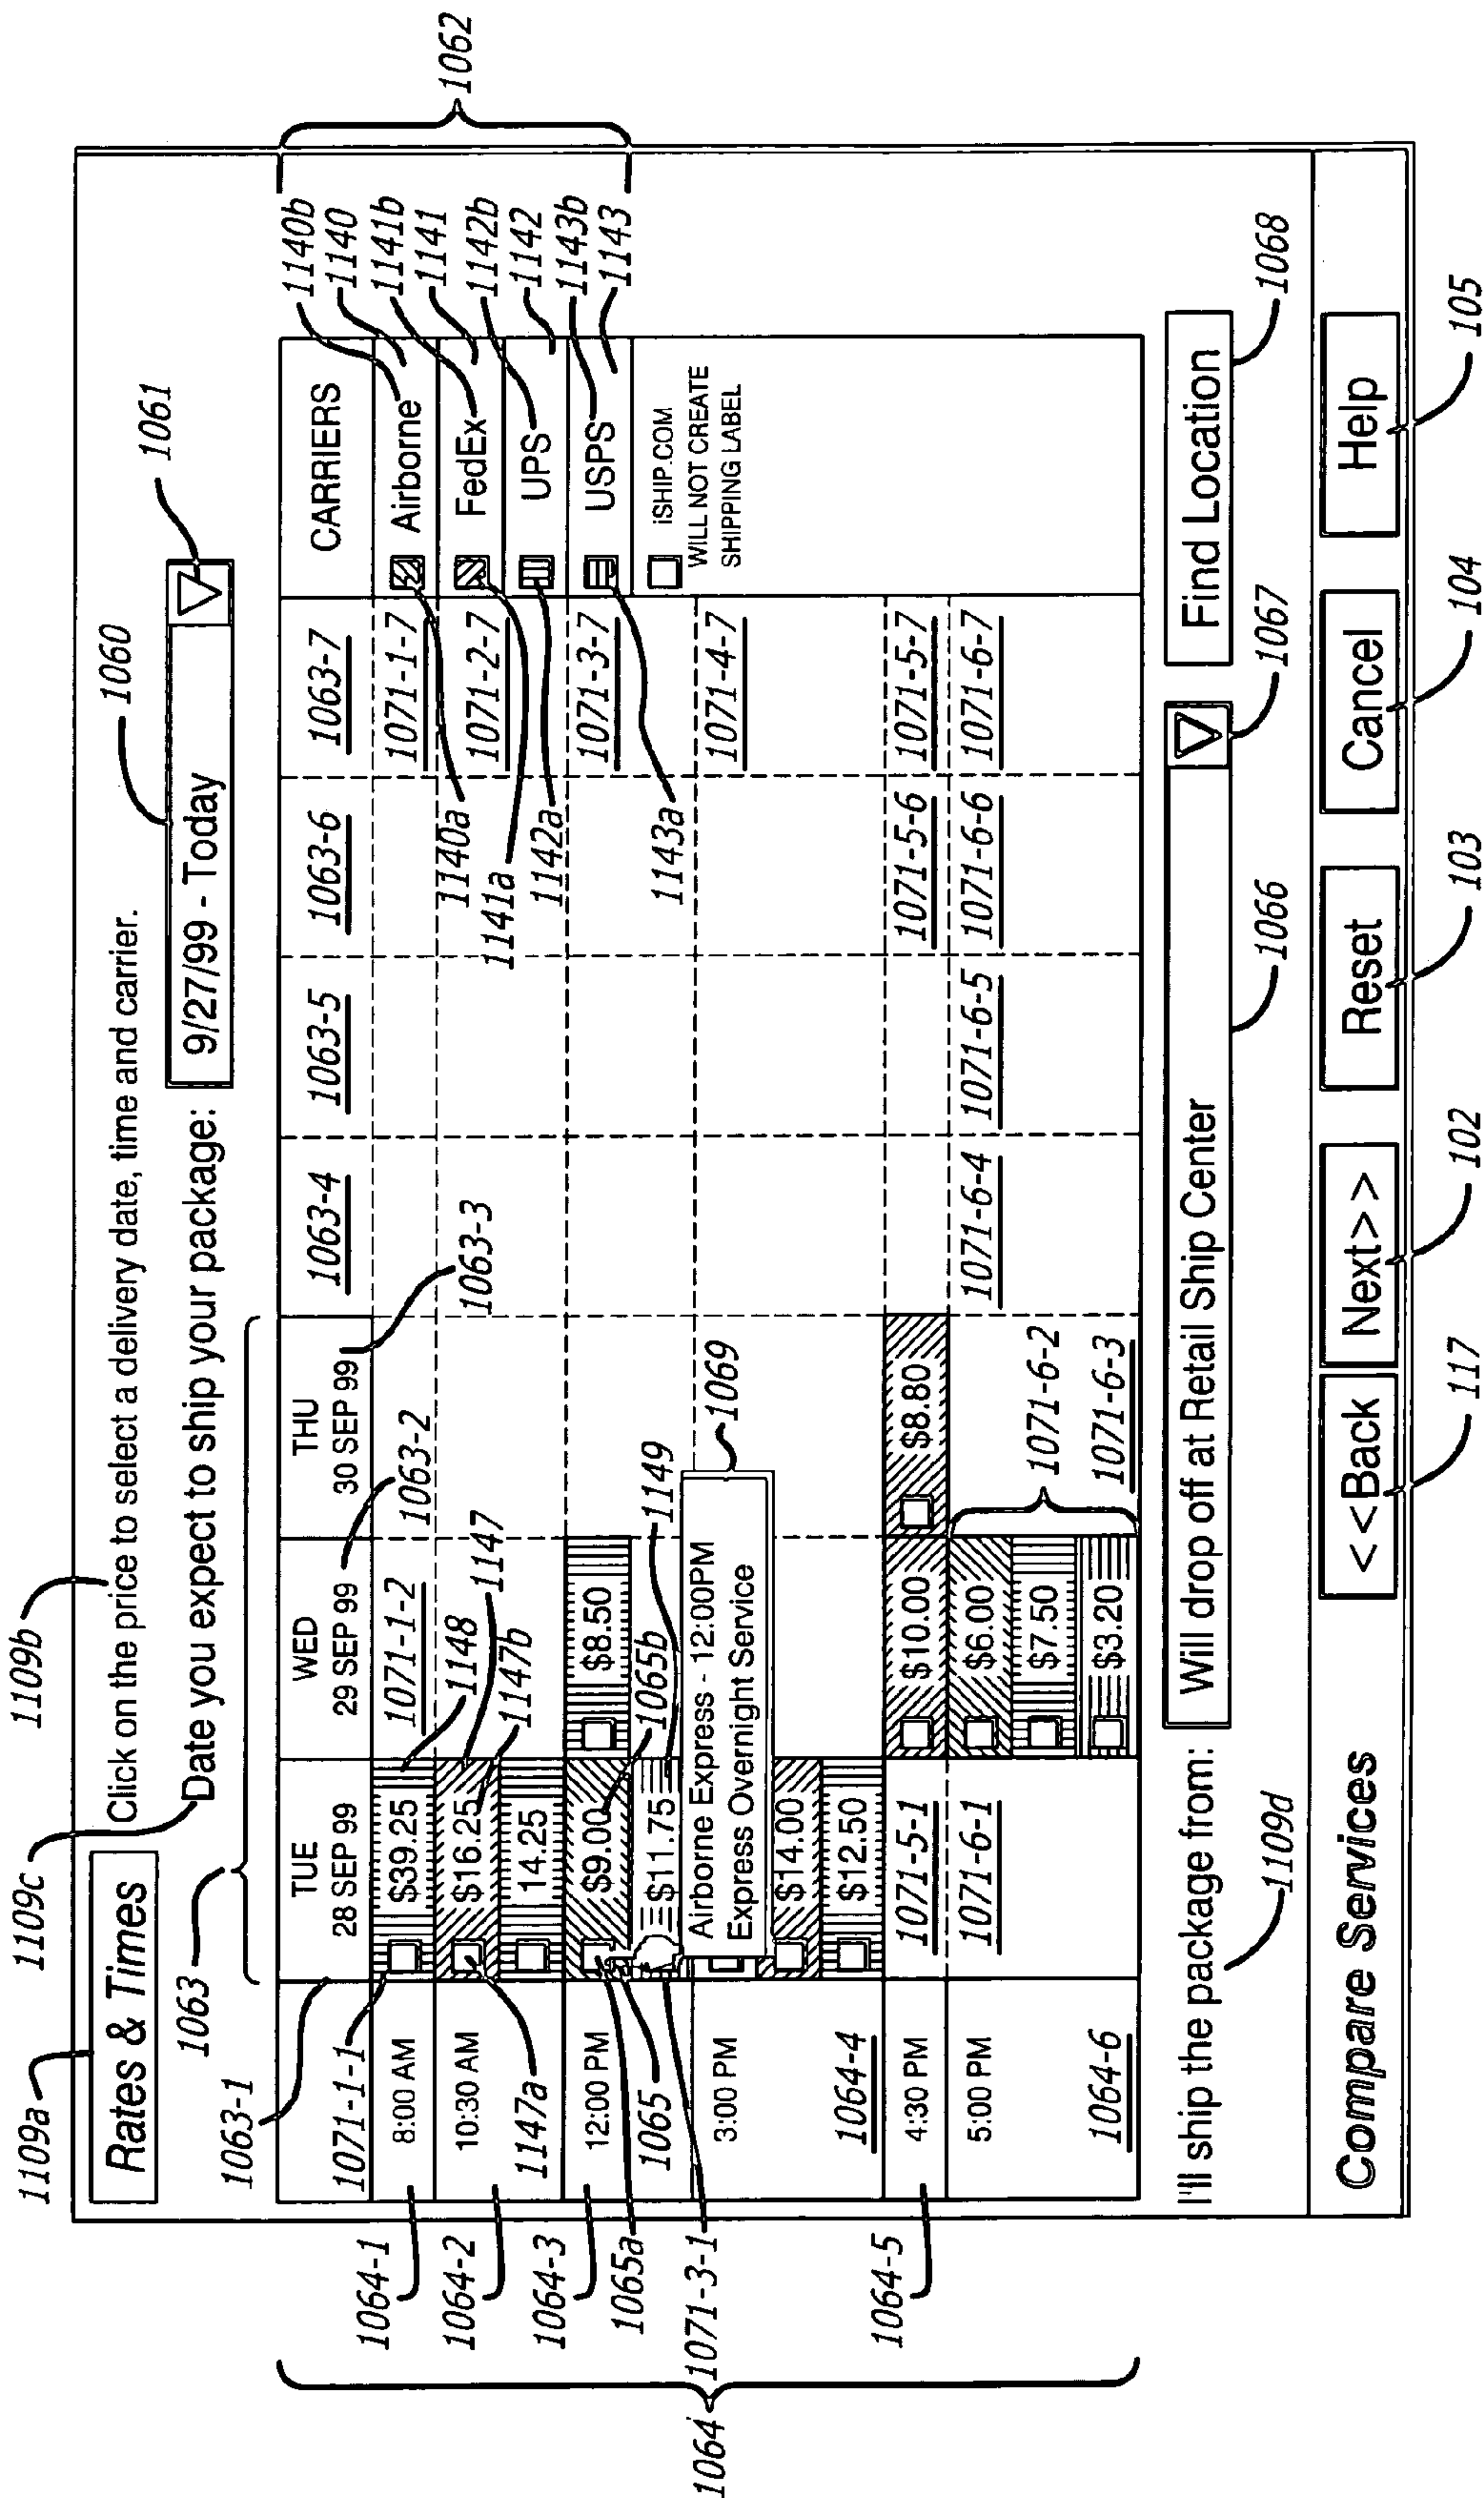 1109a
Rates & Times
1109b
Click on the price to select a delivery date, time and carrier.
1109c
Date you expect to ship your package:
9/27/99 - Today
1060
1061
1063
1063-1
TUE
28 SEP 99
WED
29 SEP 99
THU
30 SEP 99
1063-4
1063-5
1063-6
1063-7
CARRIERS
1062
1063-2
1063-3
1071-1-1
1064-1
8:00 AM
$39.25
1071-1-2
1071-1-7
Airborne
1140b
1140
1148
1064-2
10:30 AM
$16.25
1147
1147a
1147b
14.25
1071-2-7
1140a
FedEx
1141b
1141
1141a
UPS
1142b
1142
1142a
1064-3
12:00 PM
$9.00
$8.50
1071-3-7
USPS
1143b
1143
1143a
1065
1065a
1065b
$11.75
1149
1071-3-1
iSHIP.COM
WILL NOT CREATE
SHIPPING LABEL
1064
3:00 PM
Airborne Express - 12:00PM
Express Overnight Service
1069
1071-4-7
$14.00
1064-4
$12.50
1064-5
4:30 PM
1071-5-1
$10.00
$8.80
1071-5-6
1071-5-7
5:00 PM
1071-6-1
$6.00
1071-6-4
1071-6-5
1071-6-6
1071-6-7
$7.50
1071-6-2
1064-6
$3.20
1071-6-3
I'll ship the package from:
Will drop off at Retail Ship Center
Find Location
1109d
1066
1067
1068
Compare Services
<<Back
Next>>
Reset
Cancel
Help
117
102
103
104
105